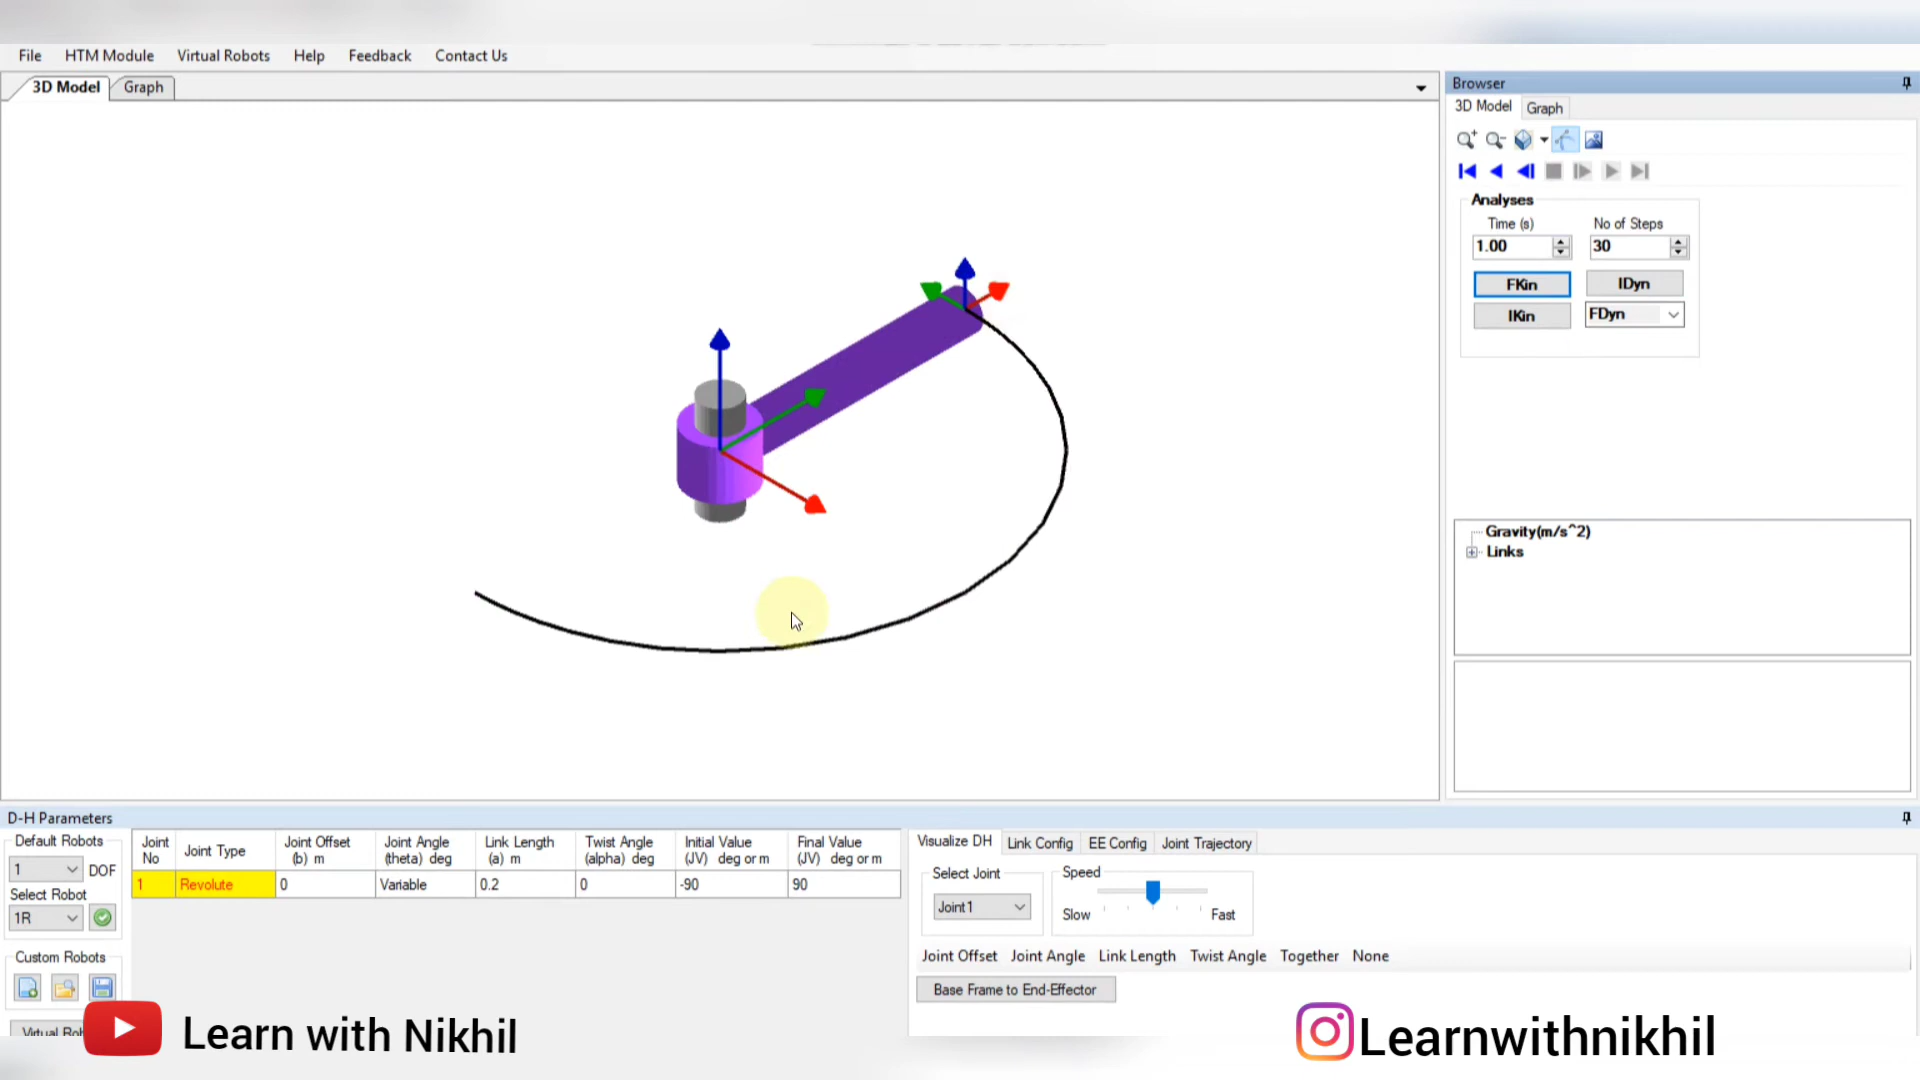 File HTM Module Virtual Robots Help Feedback Contact Us
3D Model Graph
Browser
3D Model Graph
Analyses
Time (s) No of Steps
1.00 30
FKin IDyn
IKin FDyn
Gravity(m/s^2)
Links
D-H Parameters
Default Robots
1 DOF
Select Robot
1R
Custom Robots
Joint No Joint Type Joint Offset (b) m Joint Angle (theta) deg Link Length (a) m Twist Angle (alpha) deg Initial Value (JV) deg or m Final Value (JV) deg or m
1 Revolute 0 Variable 0.2 0 -90 90
Visualize DH Link Config EE Config Joint Trajectory
Select Joint Speed
Joint1
Slow Fast
Joint Offset Joint Angle Link Length Twist Angle Together None
Base Frame to End-Effector
Learn with Nikhil
Learnwithnikhil